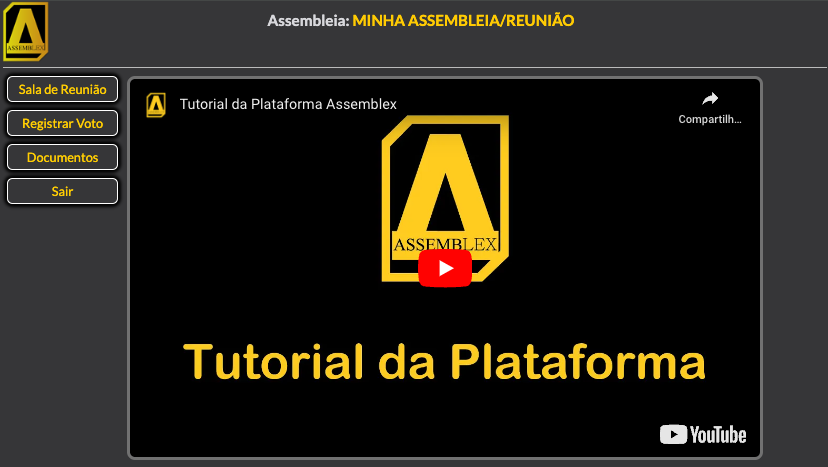 ASSEMBLEX
Assembleia: MINHA ASSEMBLEIA/REUNIÃO
Sala de Reunião
Registrar Voto
Documentos
Sair
Tutorial da Plataforma Assemblex
Compartilh...
ASSEMBLEX
Tutorial da Plataforma
YouTube